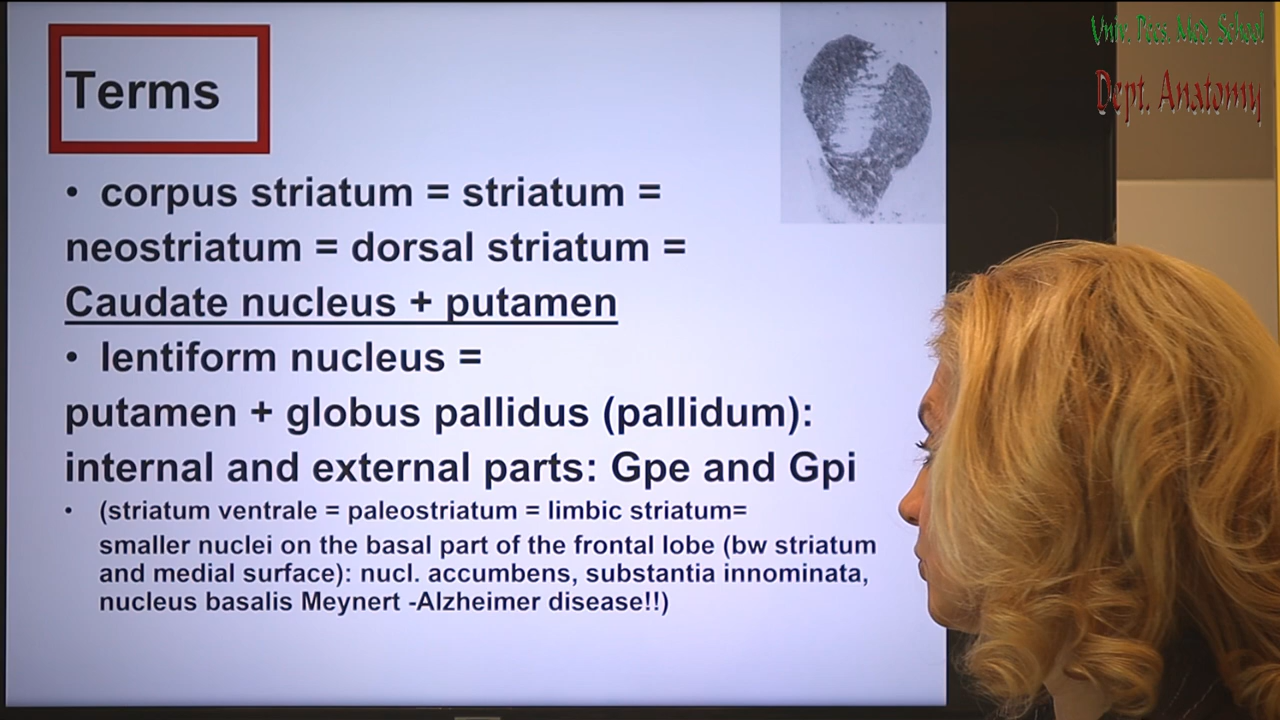 Univ. Pécs. Med. School
Dept. Anatomy
Terms
• corpus striatum = striatum =
neostriatum = dorsal striatum =
Caudate nucleus + putamen
• lentiform nucleus =
putamen + globus pallidus (pallidum):
internal and external parts: Gpe and Gpi
• (striatum ventrale = paleostriatum = limbic striatum=
smaller nuclei on the basal part of the frontal lobe (bw striatum
and medial surface): nucl. accumbens, substantia innominata,
nucleus basalis Meynert -Alzheimer disease!!)